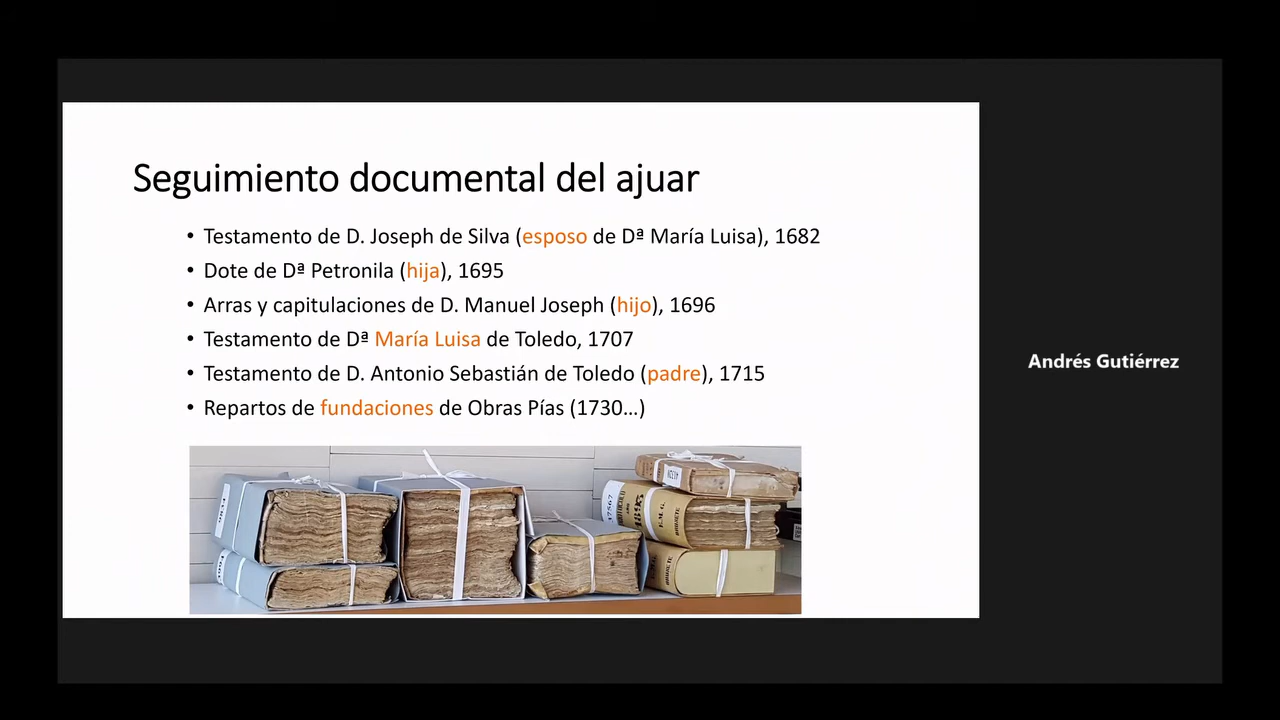 Seguimiento documental del ajuar
• Testamento de D. Joseph de Silva (esposo de Dª María Luisa), 1682
• Dote de Dª Petronila (hija), 1695
• Arras y capitulaciones de D. Manuel Joseph (hijo), 1696
• Testamento de Dª María Luisa de Toledo, 1707
• Testamento de D. Antonio Sebastián de Toledo (padre), 1715
• Repartos de fundaciones de Obras Pías (1730...)
Andrés Gutiérrez